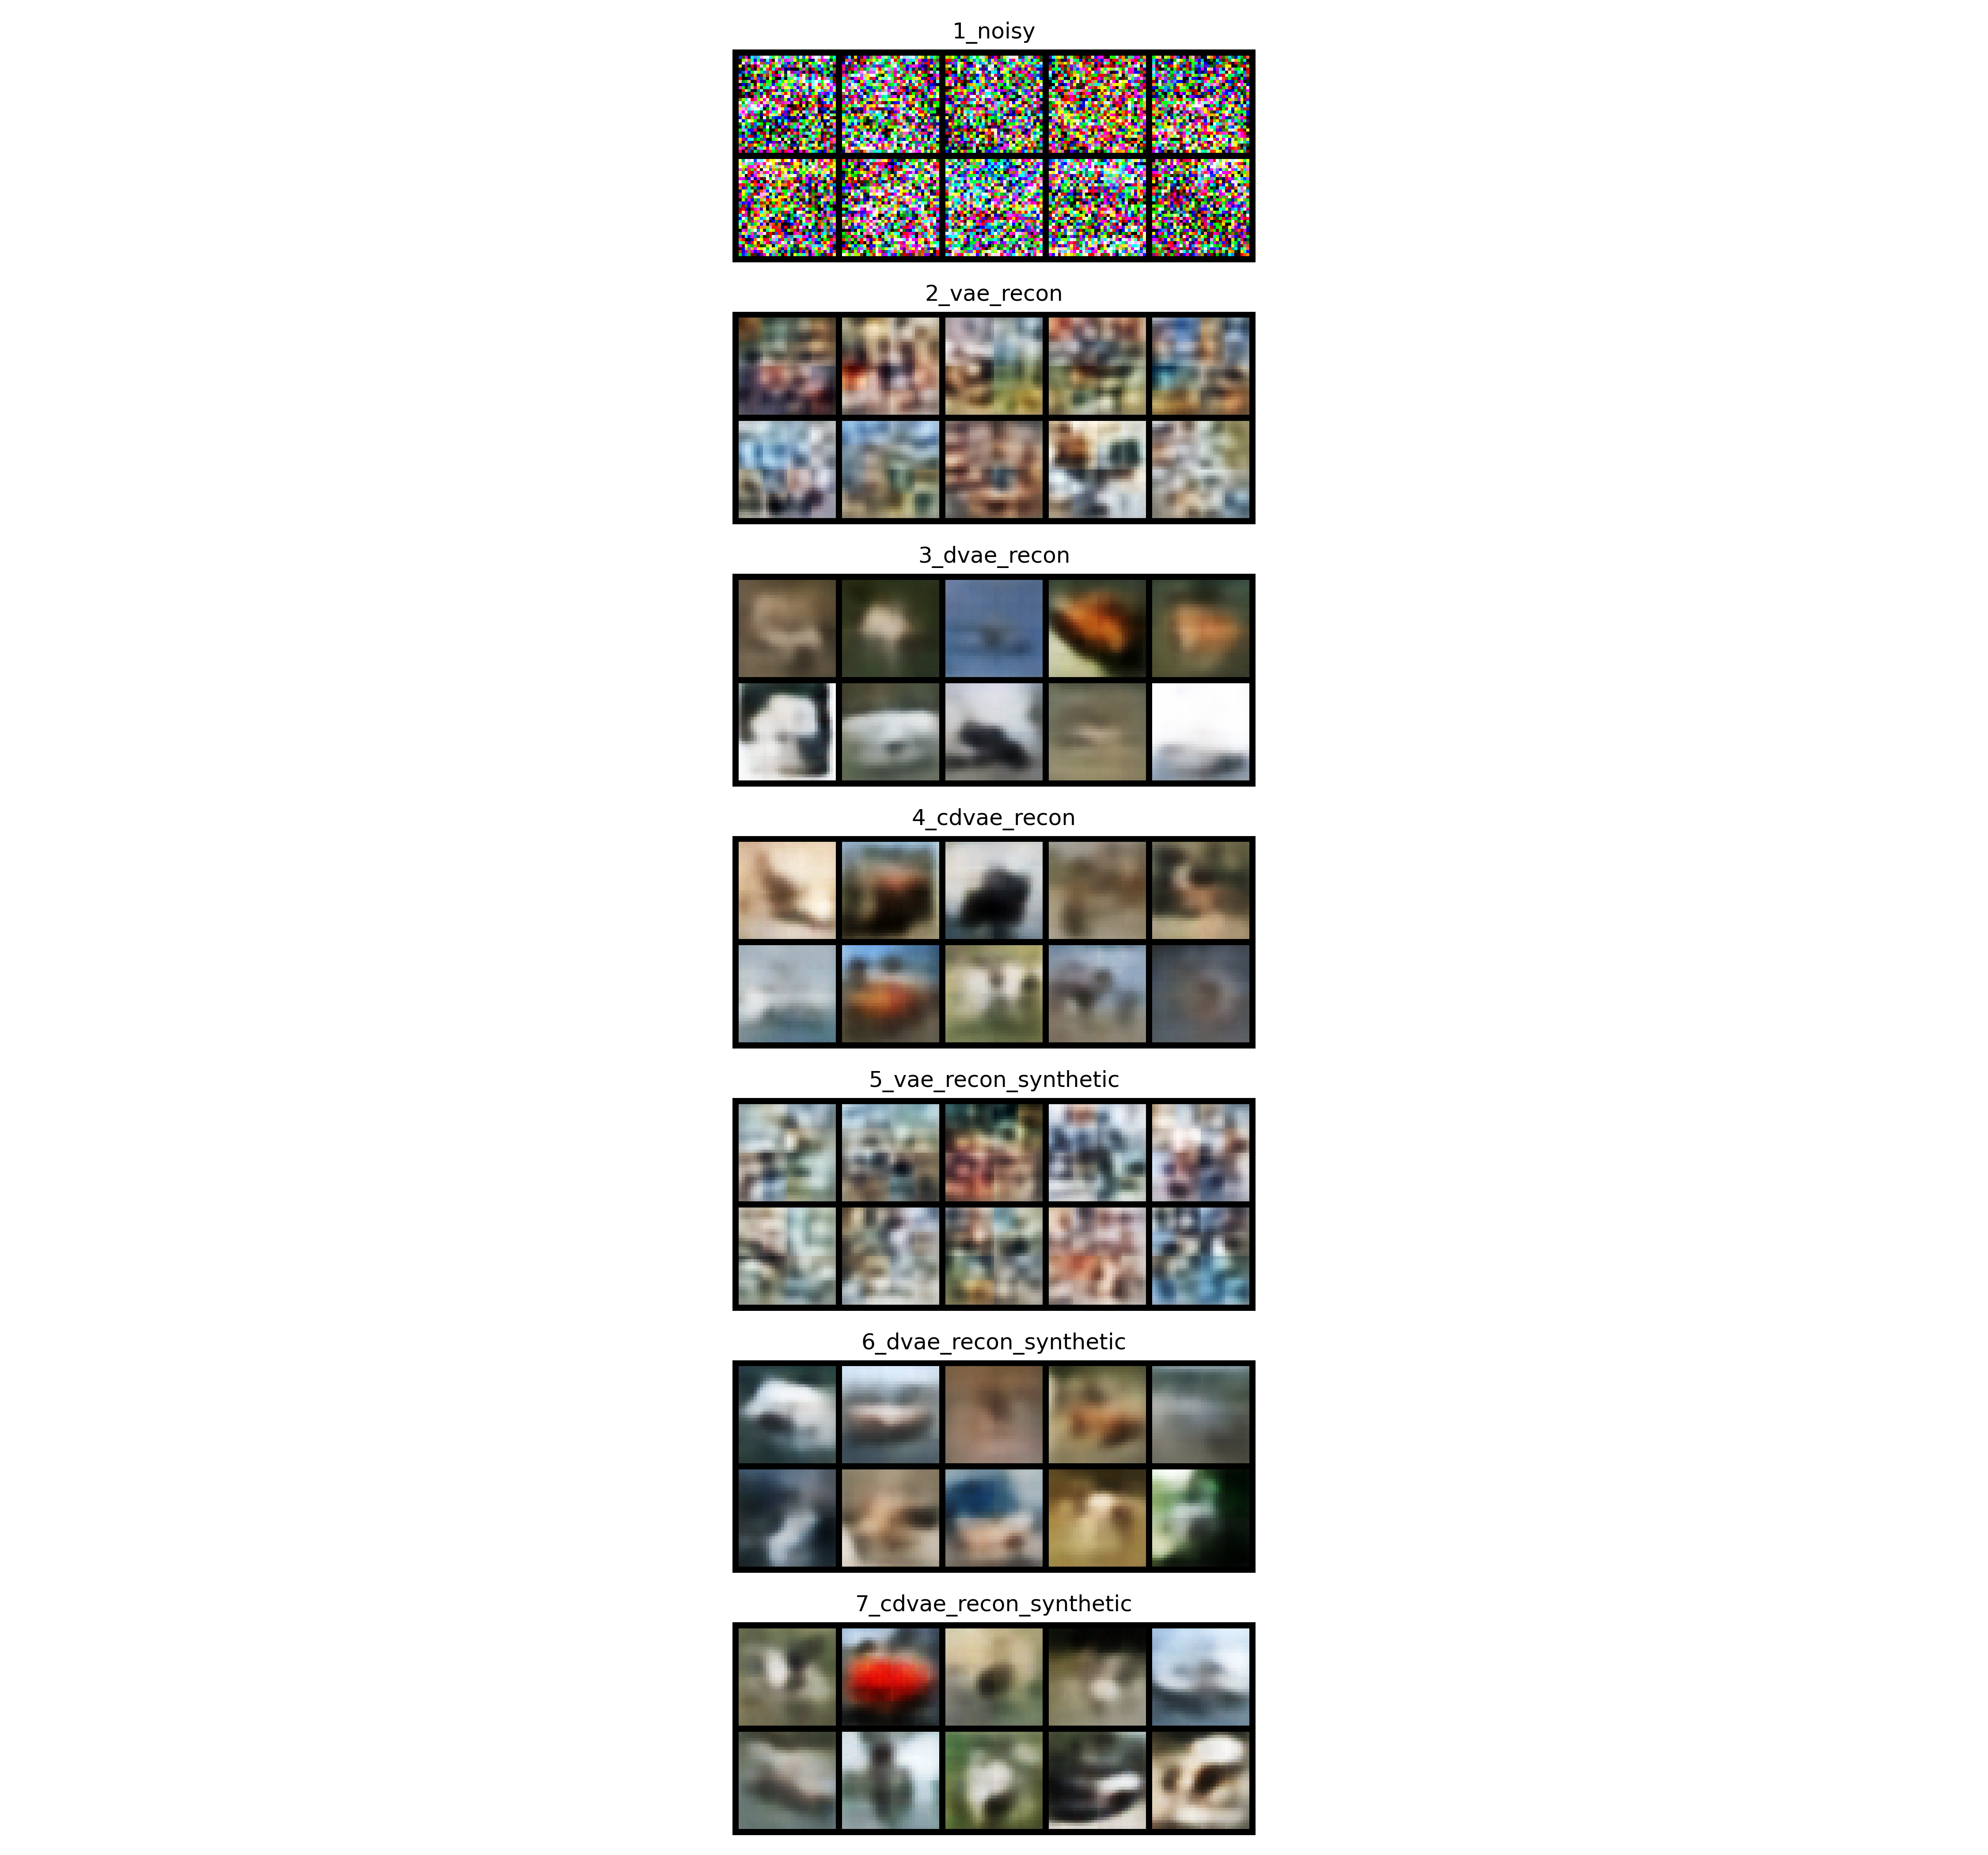 1_noisy
2_vae_recon
3_dvae_recon
4_cdvae_recon
5_vae_recon_synthetic
6_dvae_recon_synthetic
7_cdvae_recon_synthetic